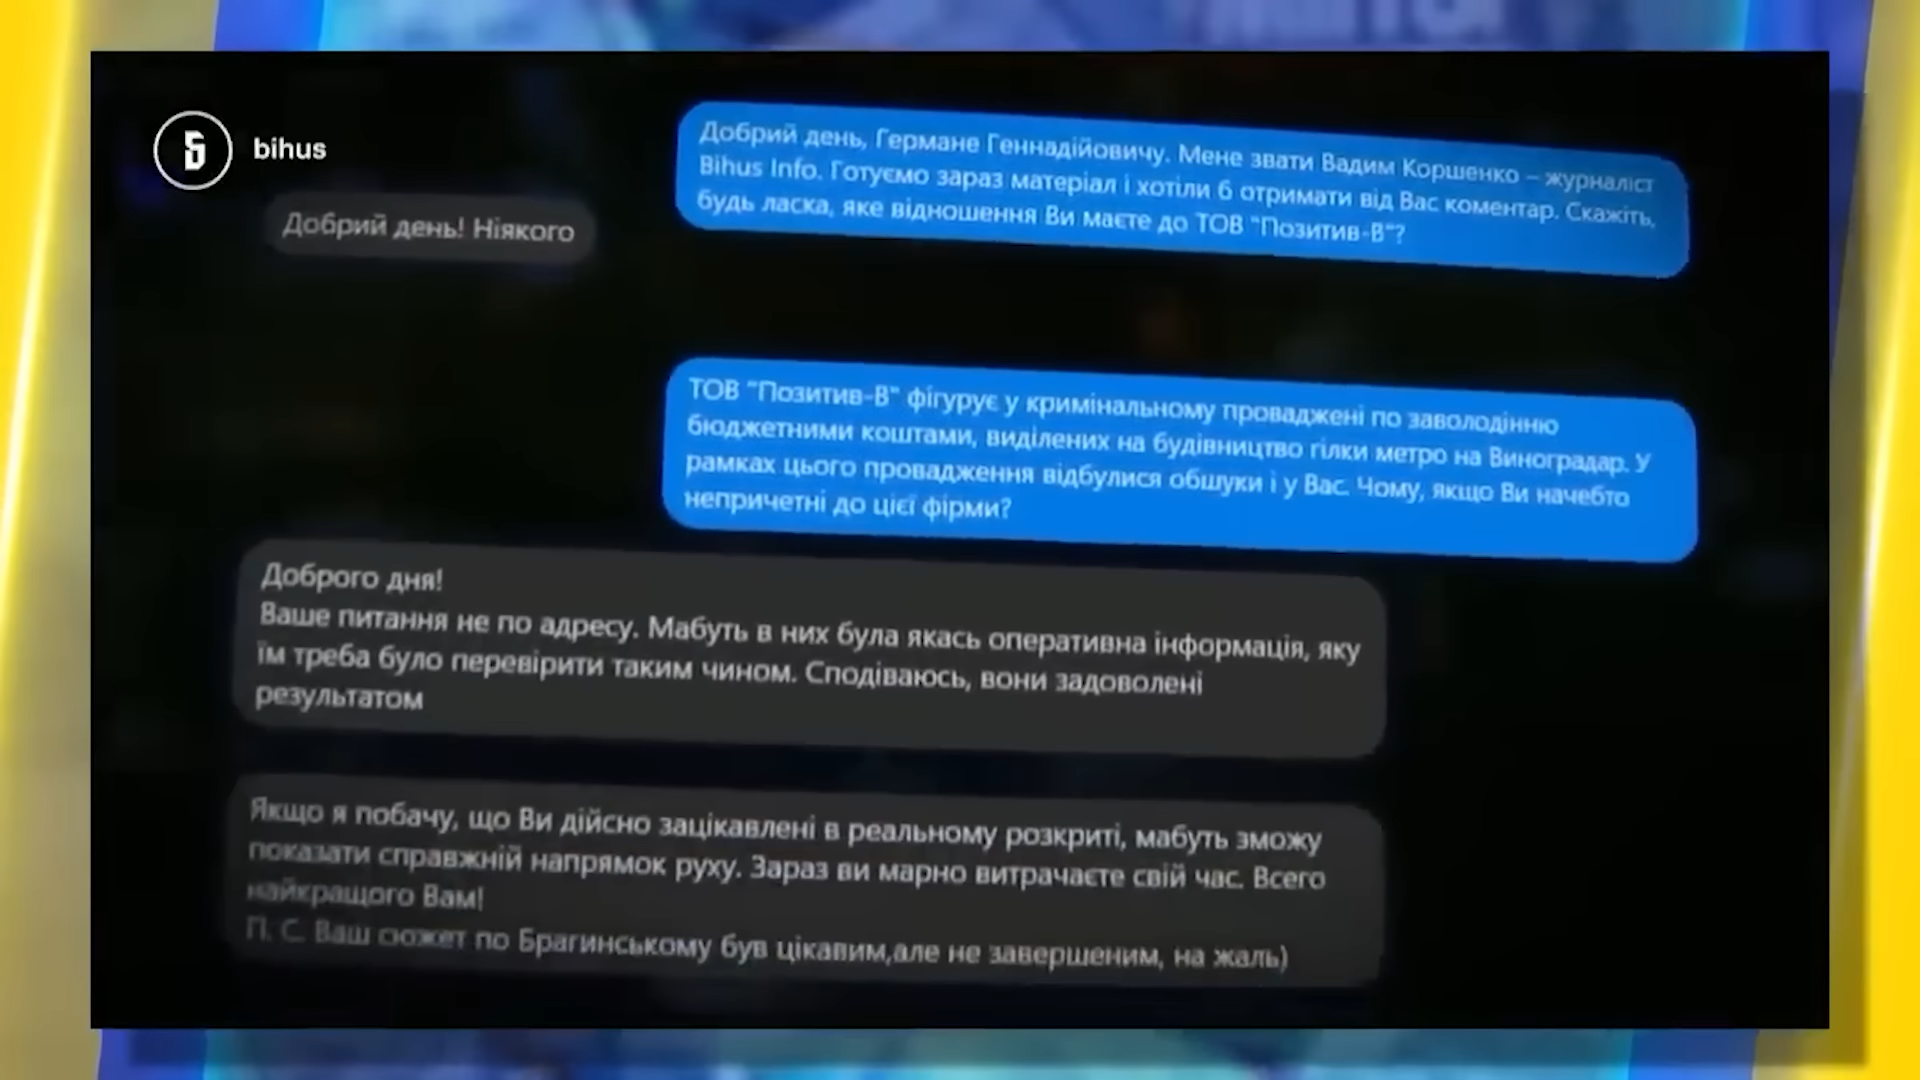 bihus
Добрий день, Германе Геннадійовичу. Мене звати Вадим Коршенко – журналіст
Bihus Info. Готуємо зараз матеріал і хотіли б отримати від Вас коментар. Скажіть,
будь ласка, яке відношення Ви маєте до ТОВ "Позитив-В"?
Добрий день! Ніякого
ТОВ "Позитив-В" фігурує у кримінальному проваджені по заволодінню
бюджетними коштами, виділених на будівництво гілки метро на Виноградар. У
рамках цього провадження відбулися обшуки і у Вас. Чому, якщо Ви начебто
непричетні до цієї фірми?
Доброго дня!
Ваше питання не по адресу. Мабуть в них була якась оперативна інформація, яку
їм треба було перевірити таким чином. Сподіваюсь, вони задоволені
результатом
Якщо я побачу, що Ви дійсно зацікавлені в реальному розкриті, мабуть зможу
показати справжній напрямок руху. Зараз ви марно витрачаєте свій час. Всего
найкращого Вам!
П. С. Ваш сюжет по Брагинському був цікавим,але не завершеним, на жаль)